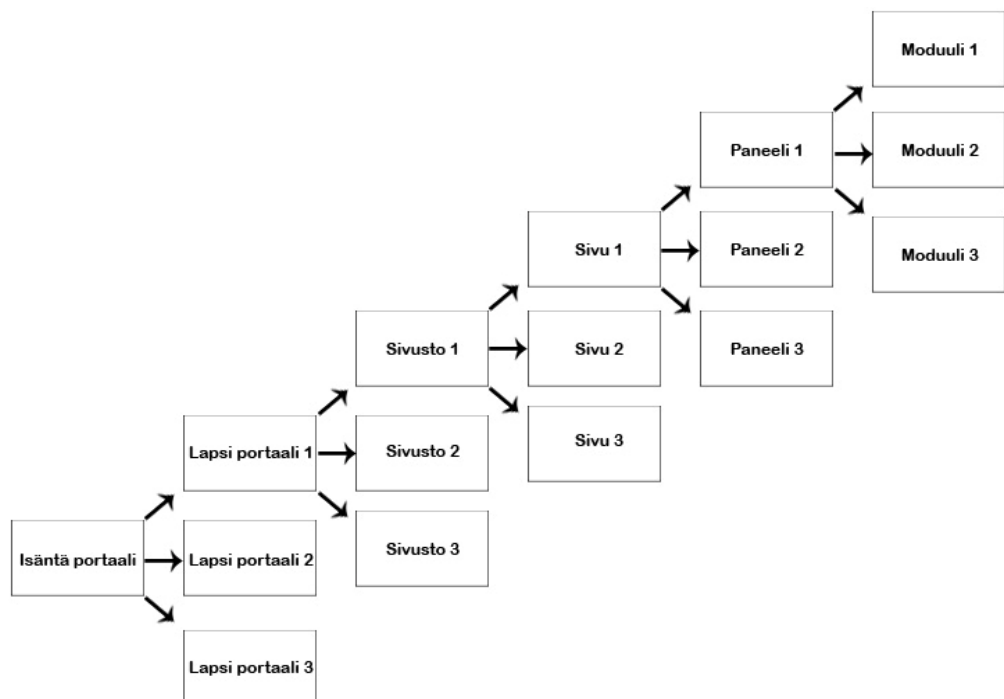 Moduuli 1
Paneeli 1
Moduuli 2
Sivu 1
Paneeli 2
Moduuli 3
Sivusto 1
Sivu 2
Paneeli 3
Lapsi portaali 1
Sivusto 2
Sivu 3
Isäntä portaali
Lapsi portaali 2
Sivusto 3
Lapsi portaali 3